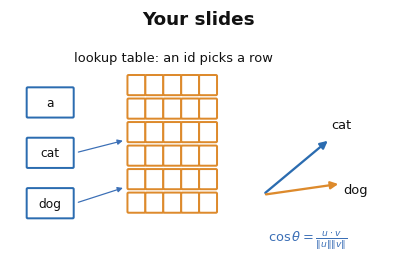 Your slides
lookup table: an id picks a row
a
cat
dog
cat
dog
cos θ = u · v / ‖u‖‖v‖